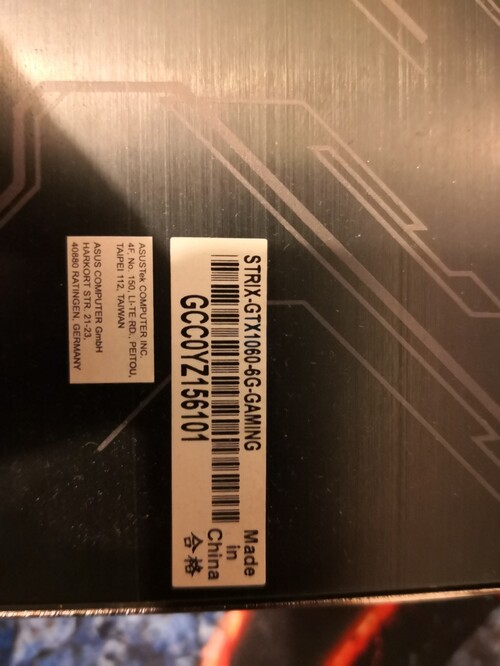 STRIX-GTX1060-6G-GAMING
GCC0YZ156101
Made
in
China
合格
ASUSTek COMPUTER INC.
4F, No. 150, LI-TE RD., PEITOU,
TAIPEI 112, TAIWAN
ASUS COMPUTER GmbH
HARKORT STR. 21-23,
40880 RATINGEN, GERMANY